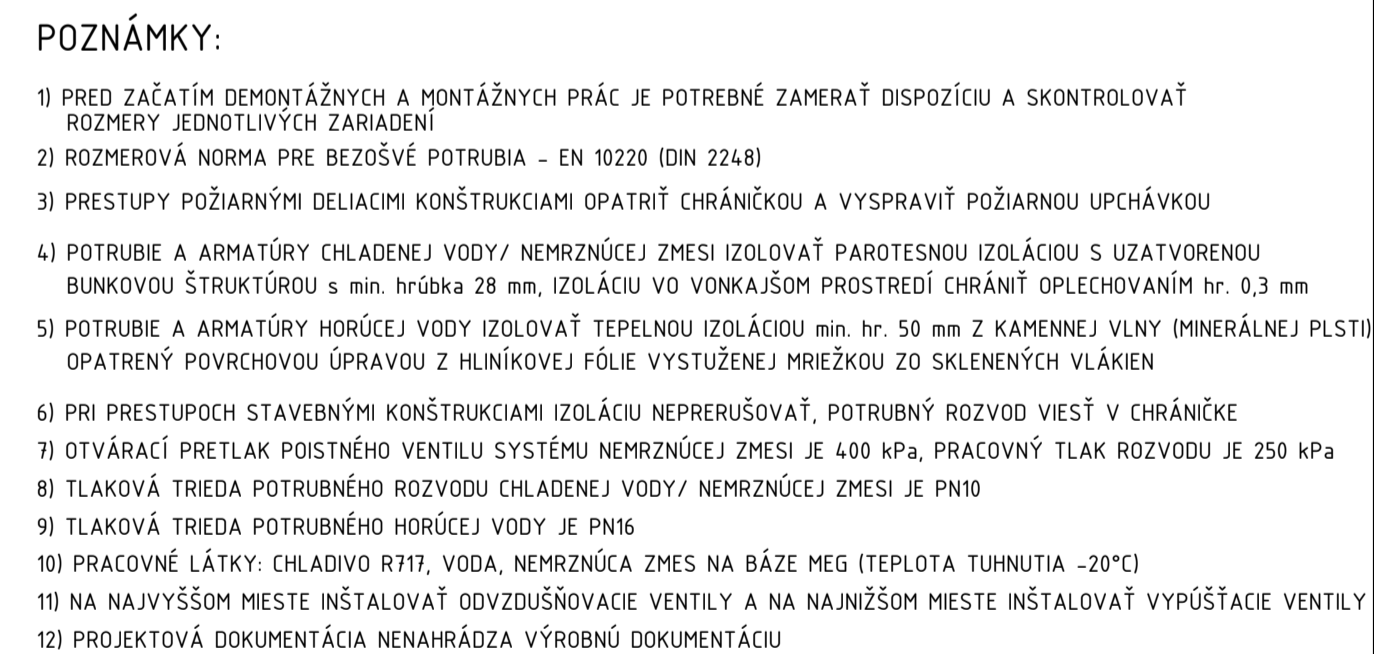 POZNÁMKY:
1) PRED ZAČATÍM DEMONTÁŽNYCH A MONTÁŽNYCH PRÁC JE POTREBNÉ ZAMERAŤ DISPOZÍCIU A SKONTROLOVAŤ
ROZMERY JEDNOTLIVÝCH ZARIADENÍ
2) ROZMEROVÁ NORMA PRE BEZOŠVÉ POTRUBIA - EN 10220 (DIN 2248)
3) PRESTUPY POŽIARNÝMI DELIACIMI KONŠTRUKCIAMI OPATRIŤ CHRÁNIČKOU A VYSPRAVIŤ POŽIARNOU UPCHÁVKOU
4) POTRUBIE A ARMATÚRY CHLADENEJ VODY/ NEMRZNÚCEJ ZMESI IZOLOVAŤ PAROTESNOU IZOLÁCIOU S UZATVORENOU
BUNKOVOU ŠTRUKTÚROU s min. hrúbka 28 mm, IZOLÁCIU VO VONKAJŠOM PROSTREDÍ CHRÁNIŤ OPLECHOVANÍM hr. 0,3 mm
5) POTRUBIE A ARMATÚRY HORÚCEJ VODY IZOLOVAŤ TEPELNOU IZOLÁCIOU min. hr. 50 mm Z KAMENNEJ VLNY (MINERÁLNEJ PLSTI)
OPATRENÝ POVRCHOVOU ÚPRAVOU Z HLINÍKOVEJ FÓLIE VYSTUŽENEJ MRIEŽKOU ZO SKLENENÝCH VLÁKIEN
6) PRI PRESTUPOCH STAVEBNÝMI KONŠTRUKCIAMI IZOLÁCIU NEPRERUŠOVAŤ, POTRUBNÝ ROZVOD VIESŤ V CHRÁNIČKE
7) OTVÁRACÍ PRETLAK POISTNÉHO VENTILU SYSTÉMU NEMRZNÚCEJ ZMESI JE 400 kPa, PRACOVNÝ TLAK ROZVODU JE 250 kPa
8) TLAKOVÁ TRIEDA POTRUBNÉHO ROZVODU CHLADENEJ VODY/ NEMRZNÚCEJ ZMESI JE PN10
9) TLAKOVÁ TRIEDA POTRUBNÉHO HORÚCEJ VODY JE PN16
10) PRACOVNÉ LÁTKY: CHLADIVO R717, VODA, NEMRZNÚCA ZMES NA BÁZE MEG (TEPLOTA TUHNUTIA -20°C)
11) NA NAJVYŠŠOM MIESTE INŠTALOVAŤ ODVZDUŠŇOVACIE VENTILY A NA NAJNIŽŠOM MIESTE INŠTALOVAŤ VYPÚŠŤACIE VENTILY
12) PROJEKTOVÁ DOKUMENTÁCIA NENAHRÁDZA VÝROBNÚ DOKUMENTÁCIU